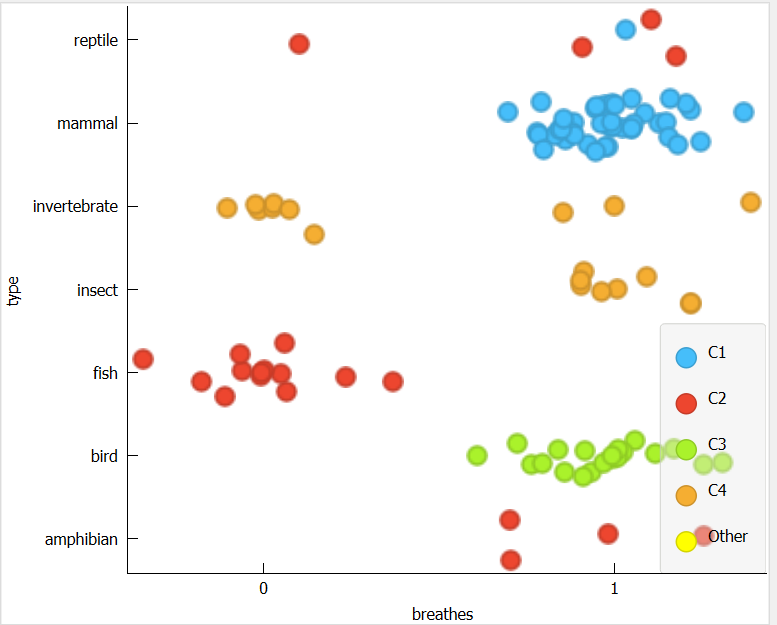 reptile
mammal
invertebrate
insect
fish
bird
amphibian
type
0
1
breathes
C1
C2
C3
C4
Other